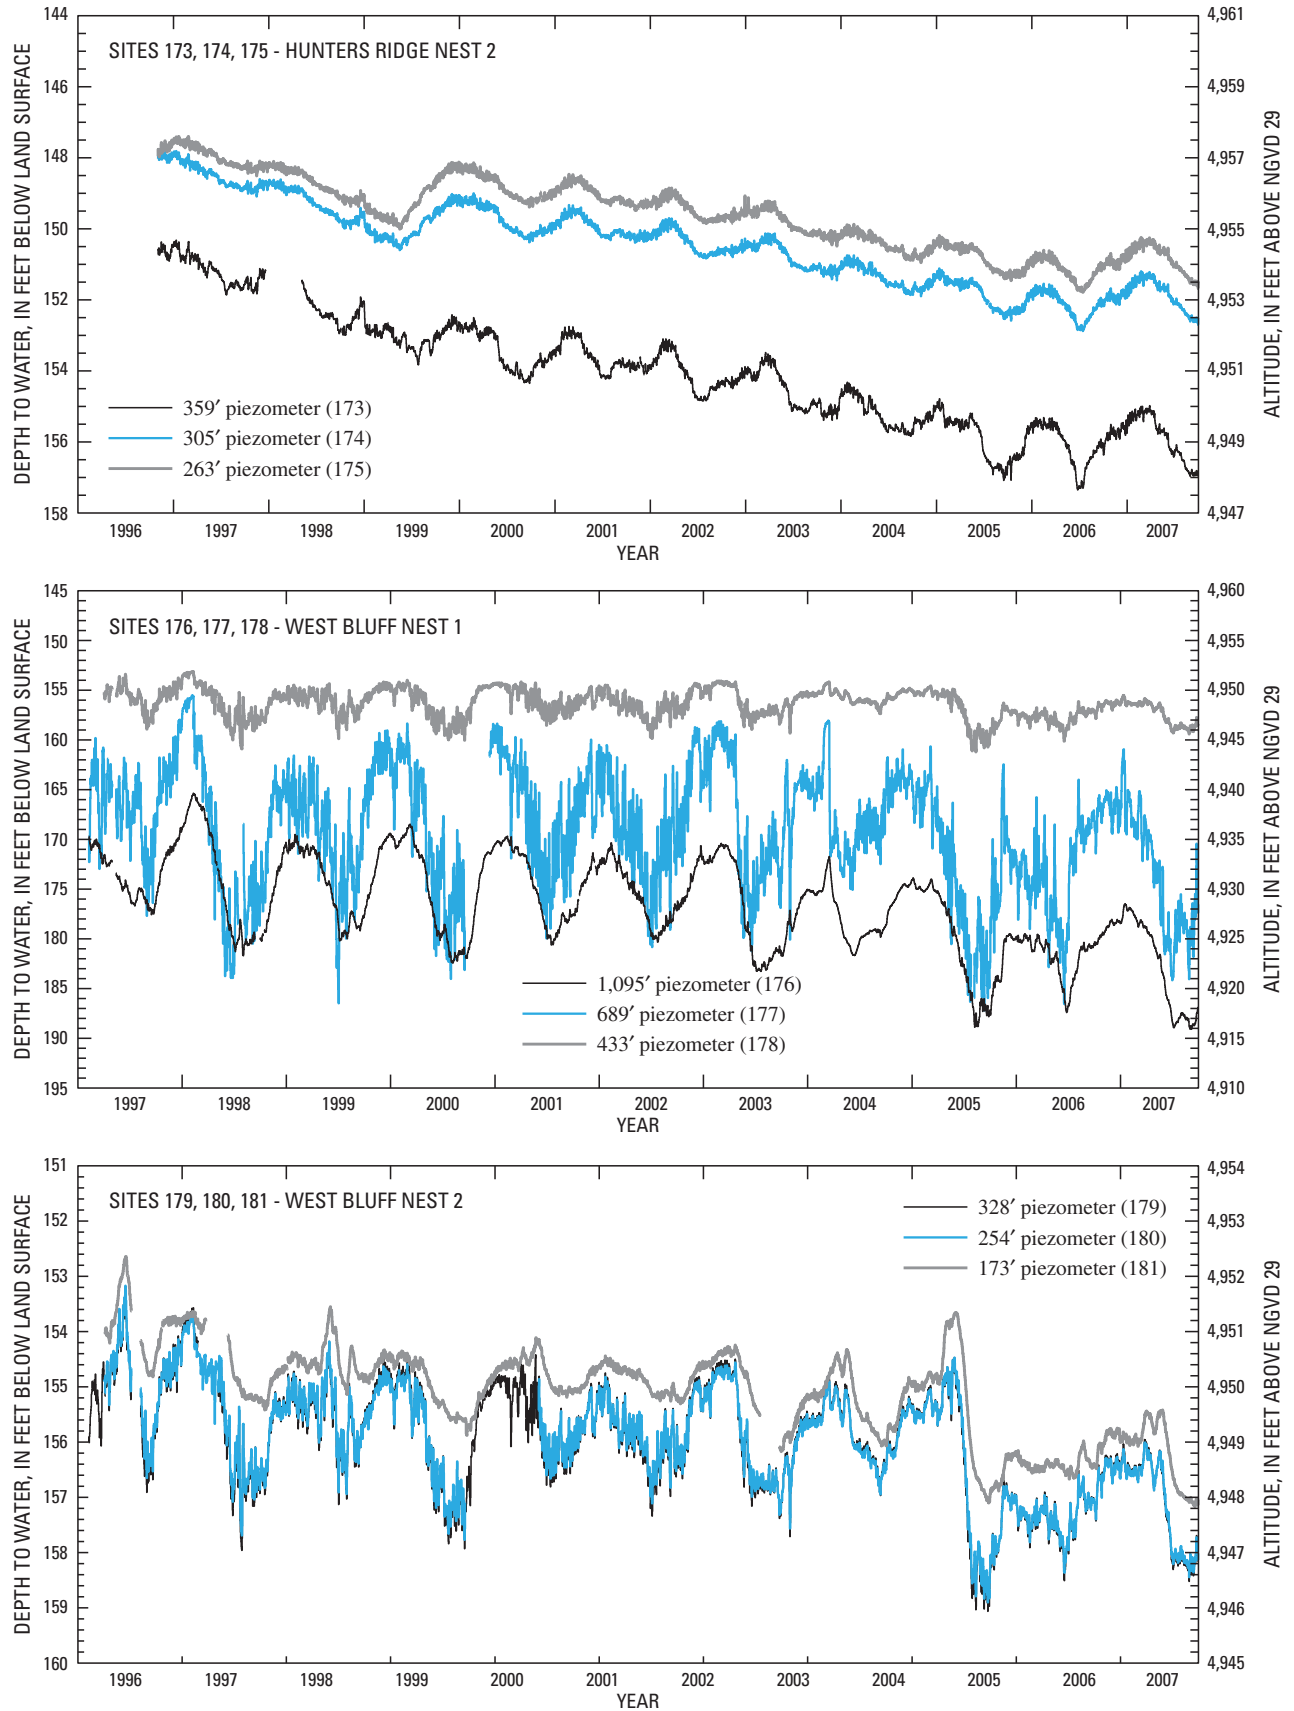 SITES 173, 174, 175 - HUNTERS RIDGE NEST 2
DEPTH TO WATER, IN FEET BELOW LAND SURFACE
144
146
148
150
152
154
156
158
359′ piezometer (173)
305′ piezometer (174)
263′ piezometer (175)
4,961
4,959
4,957
4,955
4,953
4,951
4,949
4,947
ALTITUDE, IN FEET ABOVE NGVD 29
1996 1997 1998 1999 2000 2001 2002 2003 2004 2005 2006 2007
YEAR
SITES 176, 177, 178 - WEST BLUFF NEST 1
DEPTH TO WATER, IN FEET BELOW LAND SURFACE
145
150
155
160
165
170
175
180
185
190
195
1,095′ piezometer (176)
689′ piezometer (177)
433′ piezometer (178)
4,960
4,955
4,950
4,945
4,940
4,935
4,930
4,925
4,920
4,915
4,910
ALTITUDE, IN FEET ABOVE NGVD 29
1997 1998 1999 2000 2001 2002 2003 2004 2005 2006 2007
YEAR
SITES 179, 180, 181 - WEST BLUFF NEST 2
DEPTH TO WATER, IN FEET BELOW LAND SURFACE
151
152
153
154
155
156
157
158
159
160
328′ piezometer (179)
254′ piezometer (180)
173′ piezometer (181)
4,954
4,953
4,952
4,951
4,950
4,949
4,948
4,947
4,946
4,945
ALTITUDE, IN FEET ABOVE NGVD 29
1996 1997 1998 1999 2000 2001 2002 2003 2004 2005 2006 2007
YEAR